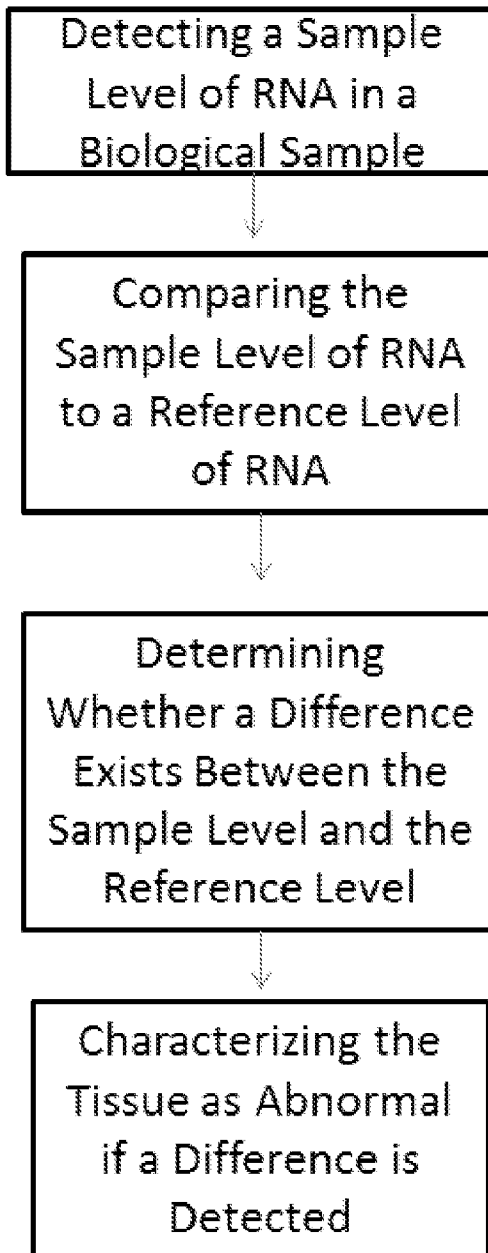 Detecting a Sample
Level of RNA in a
Biological Sample
Comparing the
Sample Level of RNA
to a Reference Level
of RNA
Determining
Whether a Difference
Exists Between the
Sample Level and the
Reference Level
Characterizing the
Tissue as Abnormal
if a Difference is
Detected